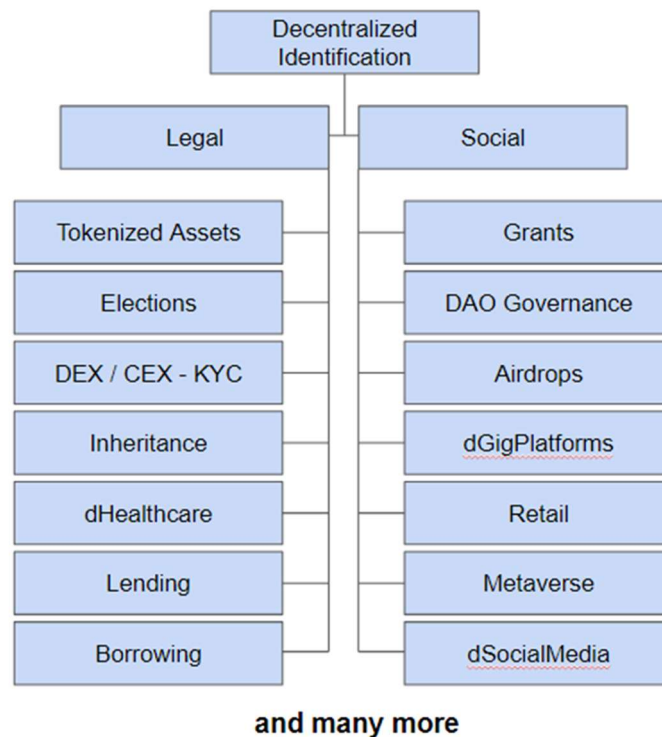 Decentralized
Identification
Legal
Social
Tokenized Assets
Grants
Elections
DAO Governance
DEX / CEX - KYC
Airdrops
Inheritance
dGigPlatforms
dHealthcare
Retail
Lending
Metaverse
Borrowing
dSocialMedia
and many more